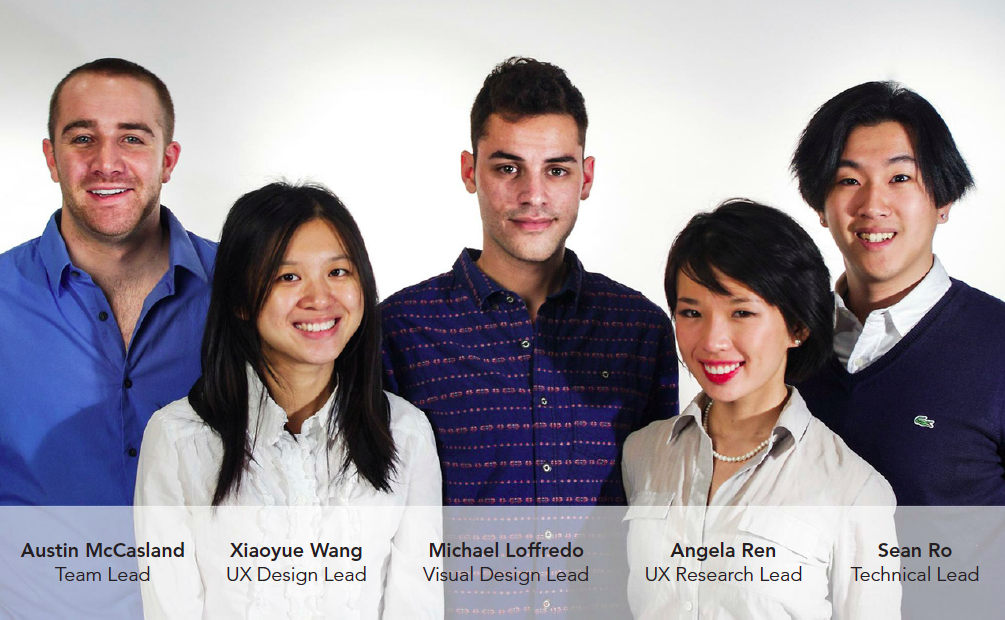 Austin McCasland
Team Lead
Xiaoyue Wang
UX Design Lead
Michael Loffredo
Visual Design Lead
Angela Ren
UX Research Lead
Sean Ro
Technical Lead